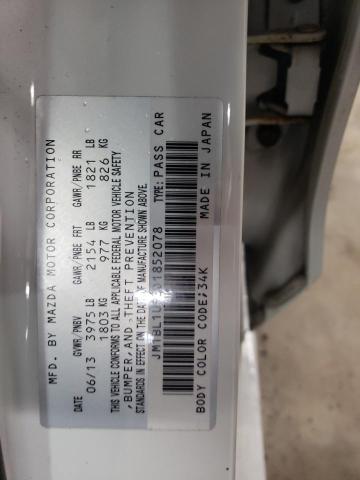 MFD. BY MAZDA MOTOR CORPORATION
DATE GVWR/PNBV GAWR/PNBE FRT GAWR/PNBE RR
06/13 3975 LB 2154 LB 1821 LB
1803 KG 977 KG 826 KG
THIS VEHICLE CONFORMS TO ALL APPLICABLE FEDERAL MOTOR VEHICLE SAFETY
,BUMPER,AND THEFT PREVENTION
STANDARDS IN EFFECT ON THE DATE OF MANUFACTURE SHOWN ABOVE.
TYPE: PASS CAR
MADE IN JAPAN
BODY COLOR CODE;34K